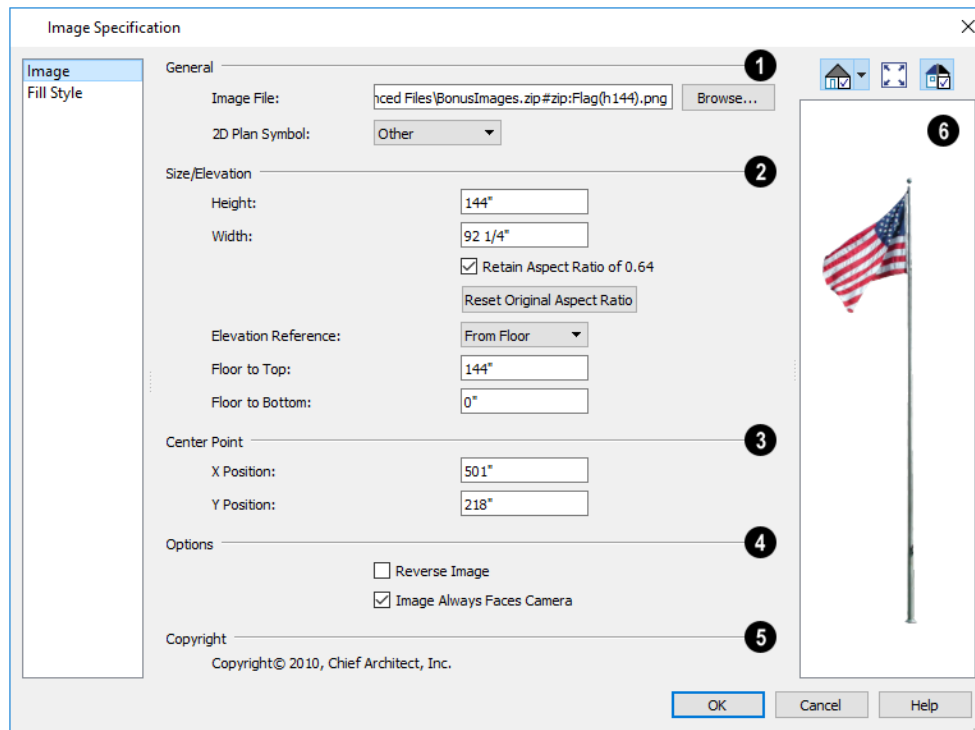 Image Specification
Image
Fill Style
General
1
Image File:
nced Files\BonusImages.zip#zip:Flag(h144).png
Browse...
2D Plan Symbol:
Other
Size/Elevation
2
Height:
144"
Width:
92 1/4"
Retain Aspect Ratio of 0.64
Reset Original Aspect Ratio
Elevation Reference:
From Floor
Floor to Top:
144"
Floor to Bottom:
0"
Center Point
3
X Position:
501"
Y Position:
218"
Options
4
Reverse Image
Image Always Faces Camera
Copyright
5
Copyright© 2010, Chief Architect, Inc.
6
OK
Cancel
Help